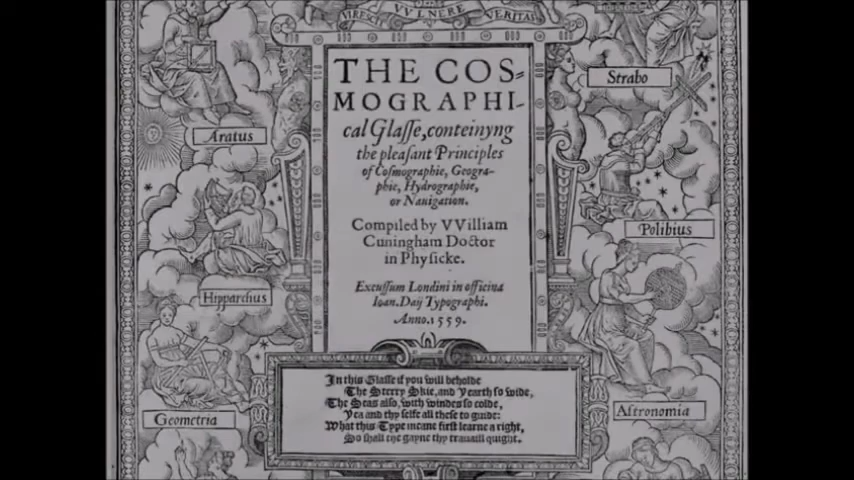 VIRESCIT VVLNERE VERITAS
Strabo
THE COS=
MOGRAPHI-
cal Glasse, conteinyng
the pleasant Principles
of Cosmographie, Geogra-
phie, Hydrographie,
or Nauigation.
Compiled by VVilliam
Cuningham Doctor
in Physicke.
Excussum Londini in officina
Ioan. Daij Typographi.
Anno. 1559.
Aratus
Polibius
Hipparchus
Geometria
Astronomia
In this Glasse if you will beholde
The Sterry Skie, and Yearth so wide,
The Seas also, with windes so colde,
Yea and thy selfe all these to guide:
What this Type meane first learne a right,
So shall the gayne thy trauaill quight.